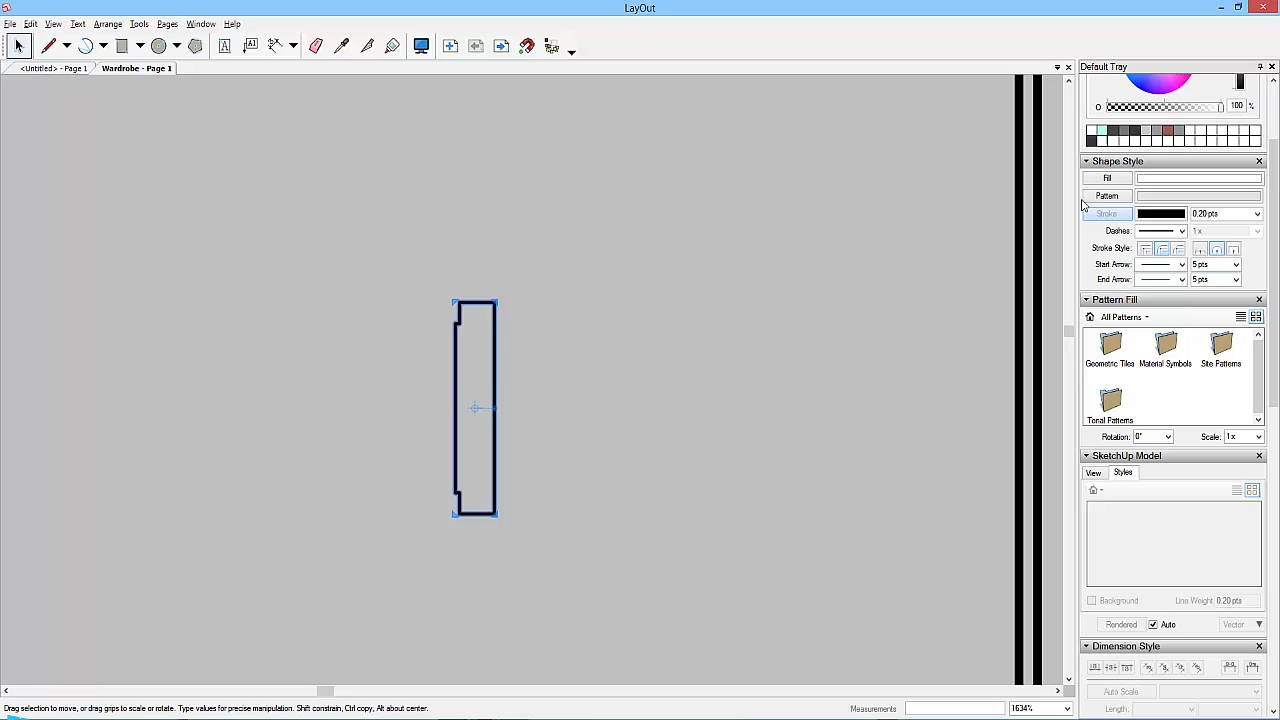 LayOut
File Edit View Text Arrange Tools Pages Window Help
<Untitled> - Page 1 Wardrobe - Page 1
Default Tray
O 100 %
Shape Style
Fill
Pattern
Stroke 0.20 pts
Dashes: 1 x
Stroke Style:
Start Arrow: 5 pts
End Arrow: 5 pts
Pattern Fill
All Patterns
Geometric Tiles Material Symbols Site Patterns
Tonal Patterns
Rotation: 0° Scale: 1 x
SketchUp Model
View Styles
Background Line Weight 0.20 pts
Rendered Auto Vector
Dimension Style
Auto Scale
Length:
Drag selection to move, or drag grips to scale or rotate. Type values for precise manipulation. Shift constrain, Ctrl copy, Alt about center. Measurements 1634%